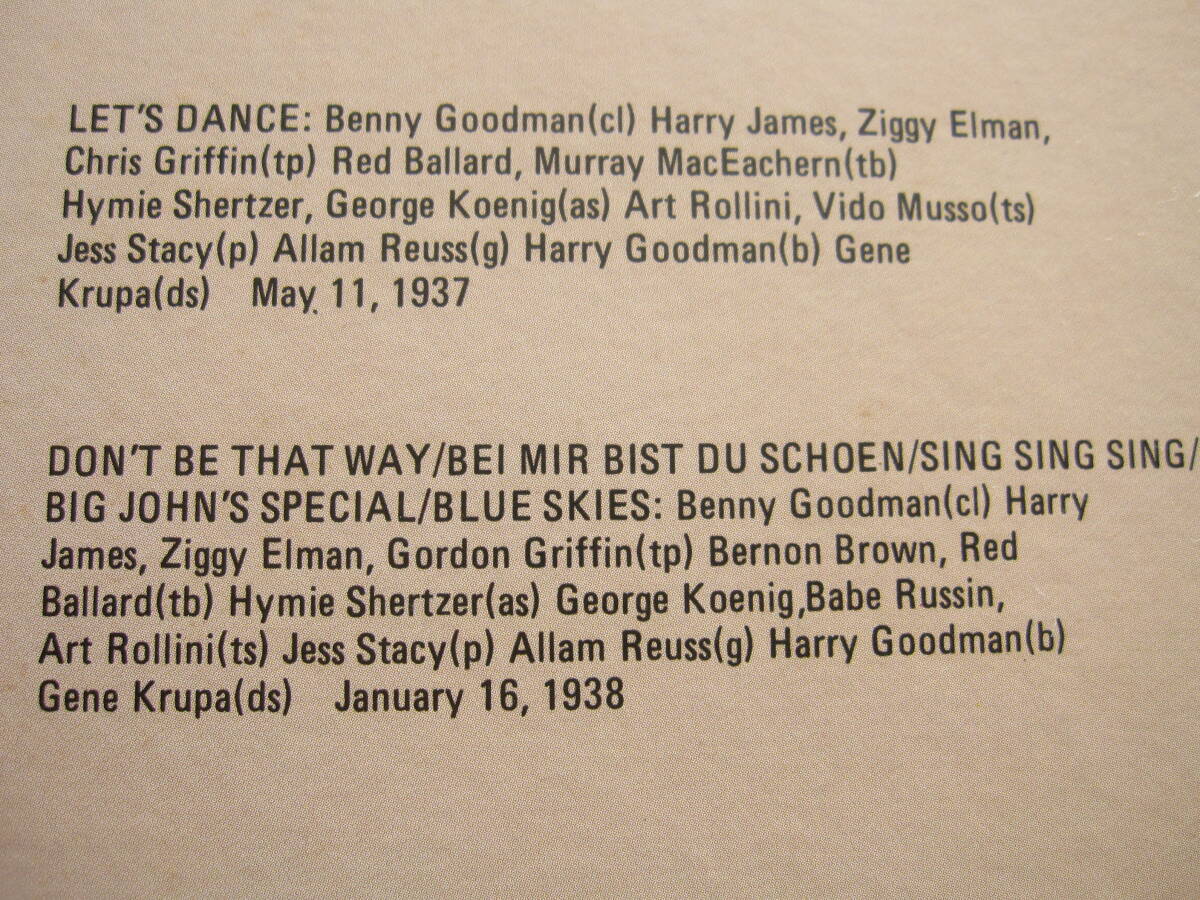 LET'S DANCE: Benny Goodman(cl) Harry James, Ziggy Elman,
Chris Griffin(tp) Red Ballard, Murray MacEachern(tb)
Hymie Shertzer, George Koenig(as) Art Rollini, Vido Musso(ts)
Jess Stacy(p) Allam Reuss(g) Harry Goodman(b) Gene
Krupa(ds) May 11, 1937
DON'T BE THAT WAY/BEI MIR BIST DU SCHOEN/SING SING SING/
BIG JOHN'S SPECIAL/BLUE SKIES: Benny Goodman(cl) Harry
James, Ziggy Elman, Gordon Griffin(tp) Bernon Brown, Red
Ballard(tb) Hymie Shertzer(as) George Koenig,Babe Russin,
Art Rollini(ts) Jess Stacy(p) Allam Reuss(g) Harry Goodman(b)
Gene Krupa(ds) January 16, 1938